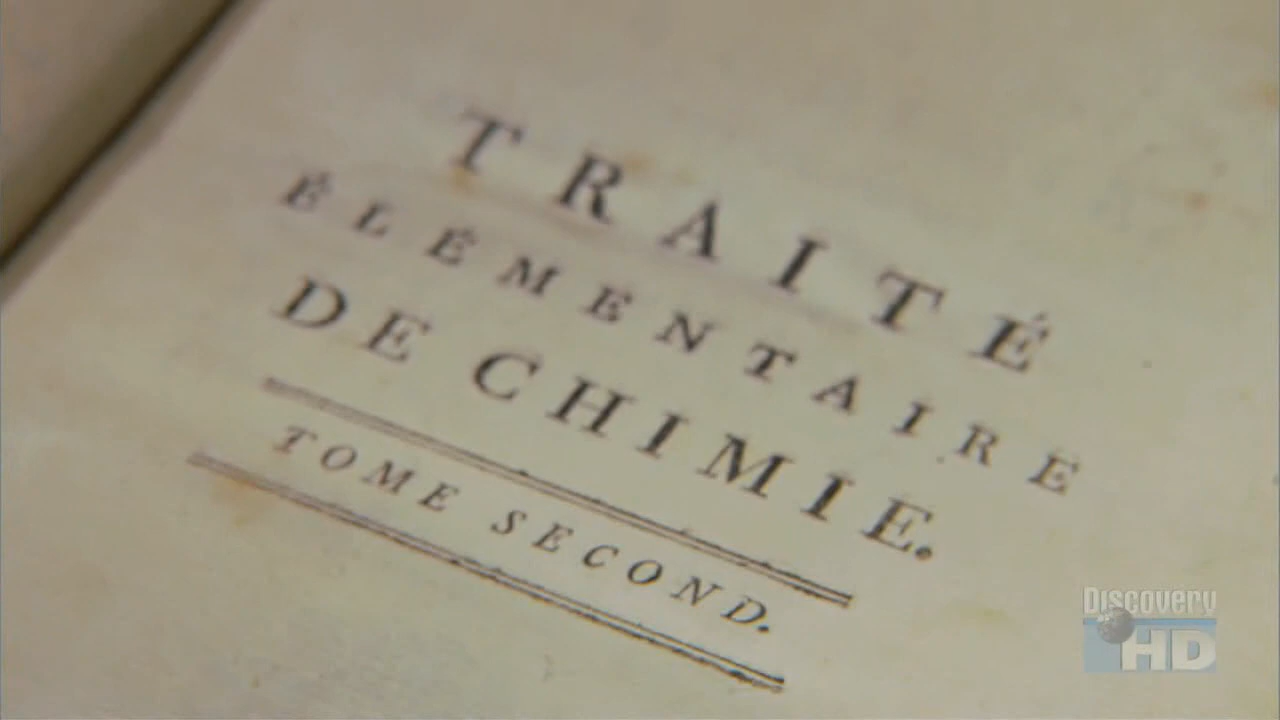 TRAITÉ
ÉLÉMENTAIRE
DE CHIMIE.
TOME SECOND.
Discovery
HD